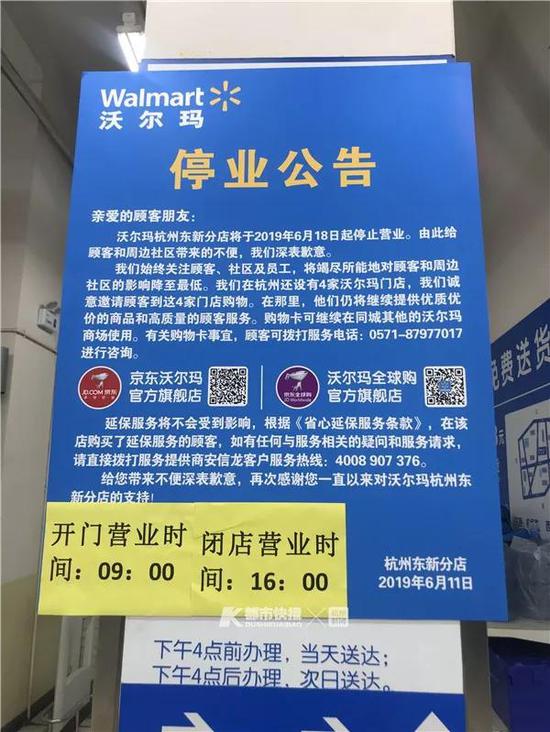 Walmart
沃尔玛
停业公告
亲爱的顾客朋友：
沃尔玛杭州东新分店将于2019年6月18日起停止营业。由此给
顾客和周边社区带来的不便，我们深表歉意。
我们始终关注顾客、社区及员工，将竭尽所能地对顾客和周边
社区的影响降至最低。我们在杭州还设有4家沃尔玛门店，我们诚
意邀请顾客到这4家门店购物。在那里，他们仍将继续提供优质优
价的商品和高质量的顾客服务。购物卡可继续在同城其他的沃尔玛
商场使用。有关购物卡事宜，顾客可拨打服务电话：0571-87977017
进行咨询。
JD.COM 京东
京东沃尔玛
官方旗舰店
京东全球购
JD Worldwide
沃尔玛全球购
官方旗舰店
延保服务将不会受到影响，根据《省心延保服务条款》，在该
店购买了延保服务的顾客，如有任何与服务相关的疑问和服务请求，
请直接拨打服务提供商安信龙客户服务热线：4008 907 376。
给您带来不便深表歉意，再次感谢您一直以来对沃尔玛杭州东
新分店的支持！
开门营业时
间：09：00
闭店营业时
间：16：00
杭州东新分店
2019年6月11日
都市快报
下午4点前办理，当天送达；
下午4点后办理，次日送达。
免费送货